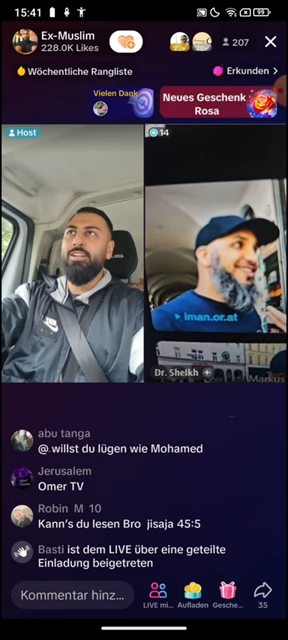 15:41
99
Ex-Muslim
228.0K Likes
207
Wöchentliche Rangliste
Erkunden >
Vielen Dank
Neues Geschenk
Rosa
Host
14
iman.or.at
Dr. Sheikh +
Markus
abu tanga
@ willst du lügen wie Mohamed
Jerusalem
Omer TV
Robin M 10
Kann's du lesen Bro jisaja 45:5
Basti ist dem LIVE über eine geteilte
Einladung beigetreten
Kommentar hinz...
LIVE mi...
Aufladen
Gesche...
35